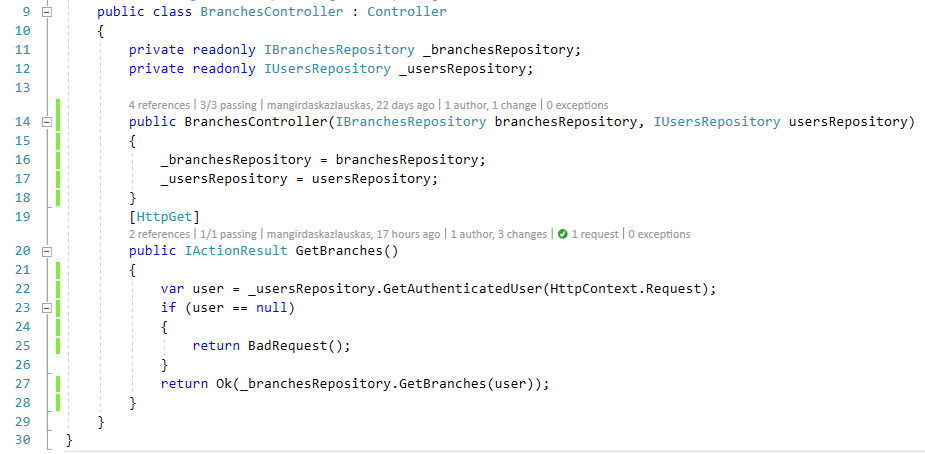 9 public class BranchesController : Controller
10 {
11 private readonly IBranchesRepository _branchesRepository;
12 private readonly IUsersRepository _usersRepository;
13
4 references | 3/3 passing | mangirdaskazlauskas, 22 days ago | 1 author, 1 change | 0 exceptions
14 public BranchesController(IBranchesRepository branchesRepository, IUsersRepository usersRepository)
15 {
16 _branchesRepository = branchesRepository;
17 _usersRepository = usersRepository;
18 }
19 [HttpGet]
2 references | 1/1 passing | mangirdaskazlauskas, 17 hours ago | 1 author, 3 changes | 1 request | 0 exceptions
20 public IActionResult GetBranches()
21 {
22 var user = _usersRepository.GetAuthenticatedUser(HttpContext.Request);
23 if (user == null)
24 {
25 return BadRequest();
26 }
27 return Ok(_branchesRepository.GetBranches(user));
28 }
29 }
30 }